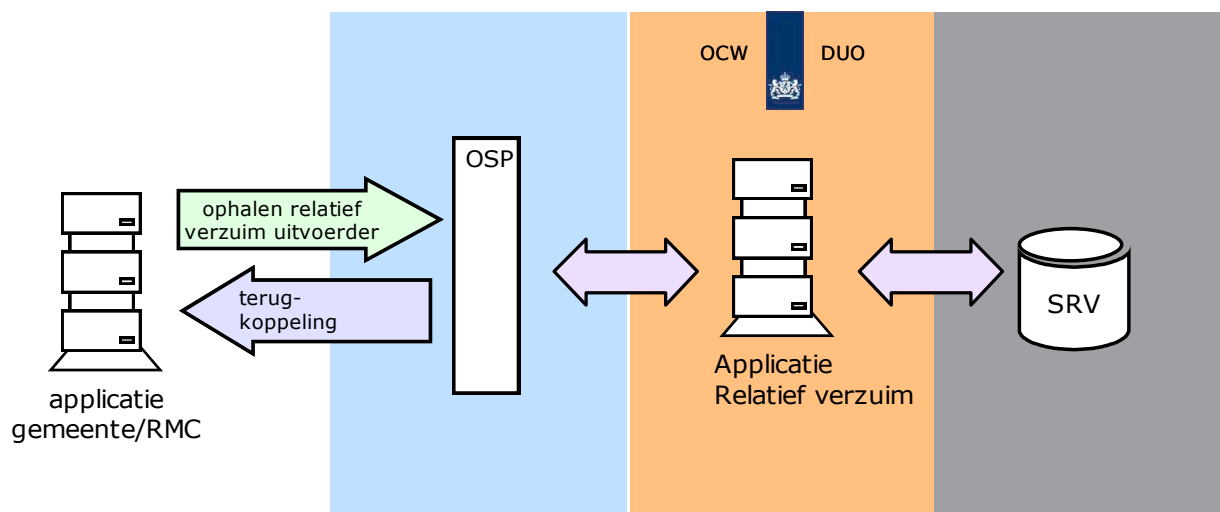 OCW DUO
OSP
ophalen relatief
verzuim uitvoerder
terug-
koppeling
SRV
applicatie
gemeente/RMC
Applicatie
Relatief verzuim